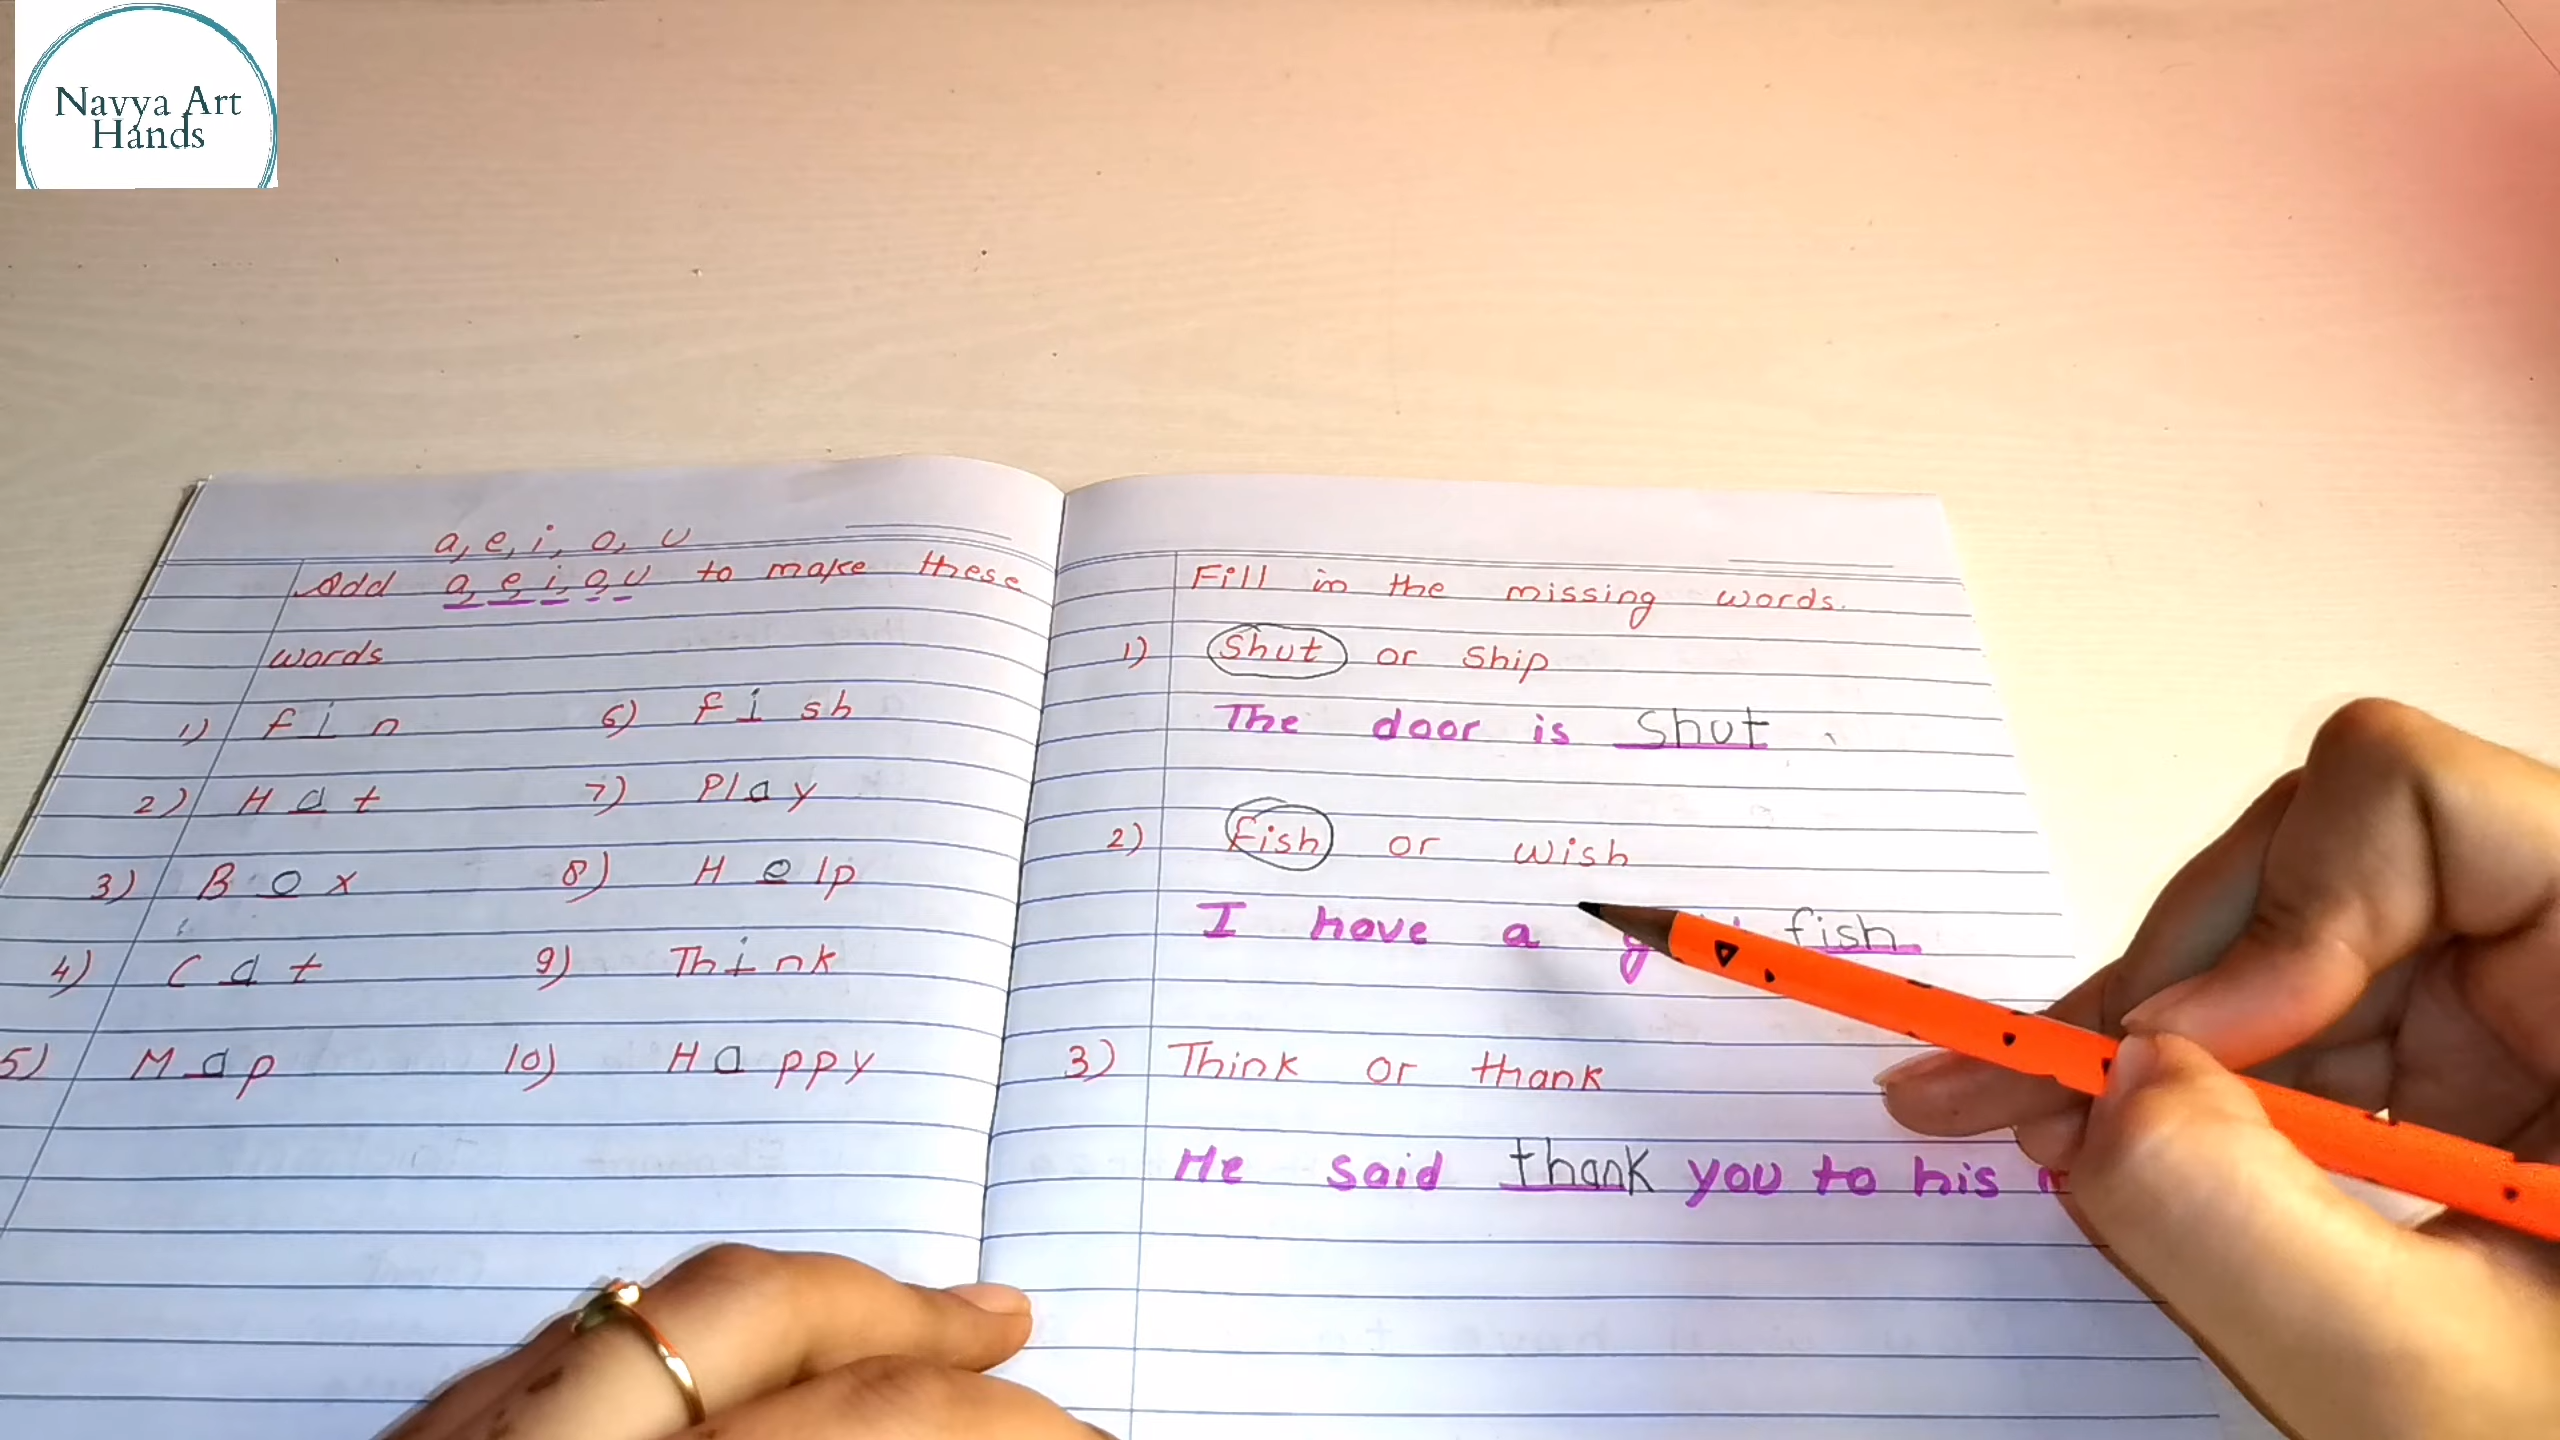 Navya Art
Hands
a, e, i, o, u
Add a, e, i, o, u to make these
words
1) f i n
2) H a t
3) B o x
4) C a t
5) M a p
6) f i sh
7) Pl a y
8) H e lp
9) Th i nk
10) H a ppy
Fill in the missing words.
1) Shut or Ship
The door is shut .
2) Fish or wish
I have a fish
3) Think or thank
He said thank you to his